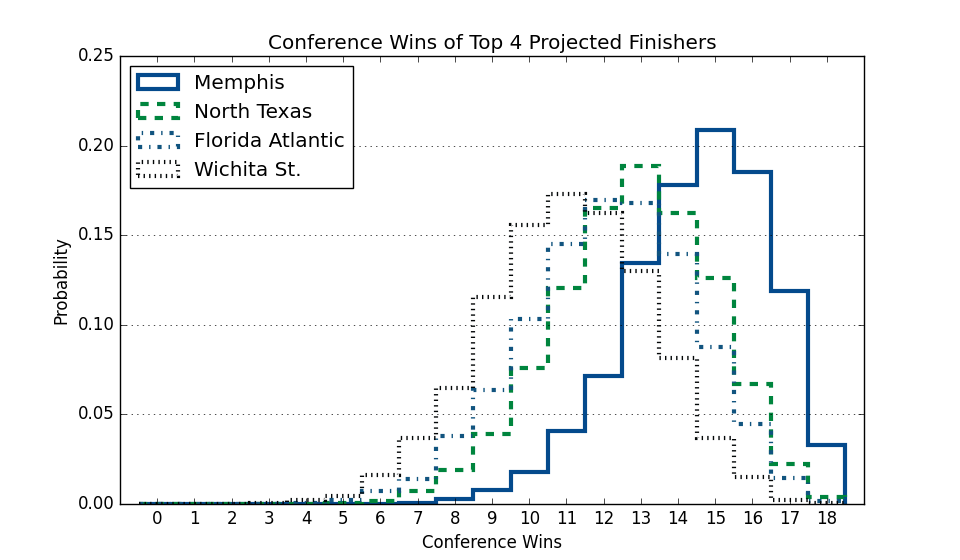 Conference Wins of Top 4 Projected Finishers
0.25
0.20
0.15
0.10
0.05
0.00
Probability
Memphis
North Texas
Florida Atlantic
Wichita St.
0 1 2 3 4 5 6 7 8 9 10 11 12 13 14 15 16 17 18
Conference Wins